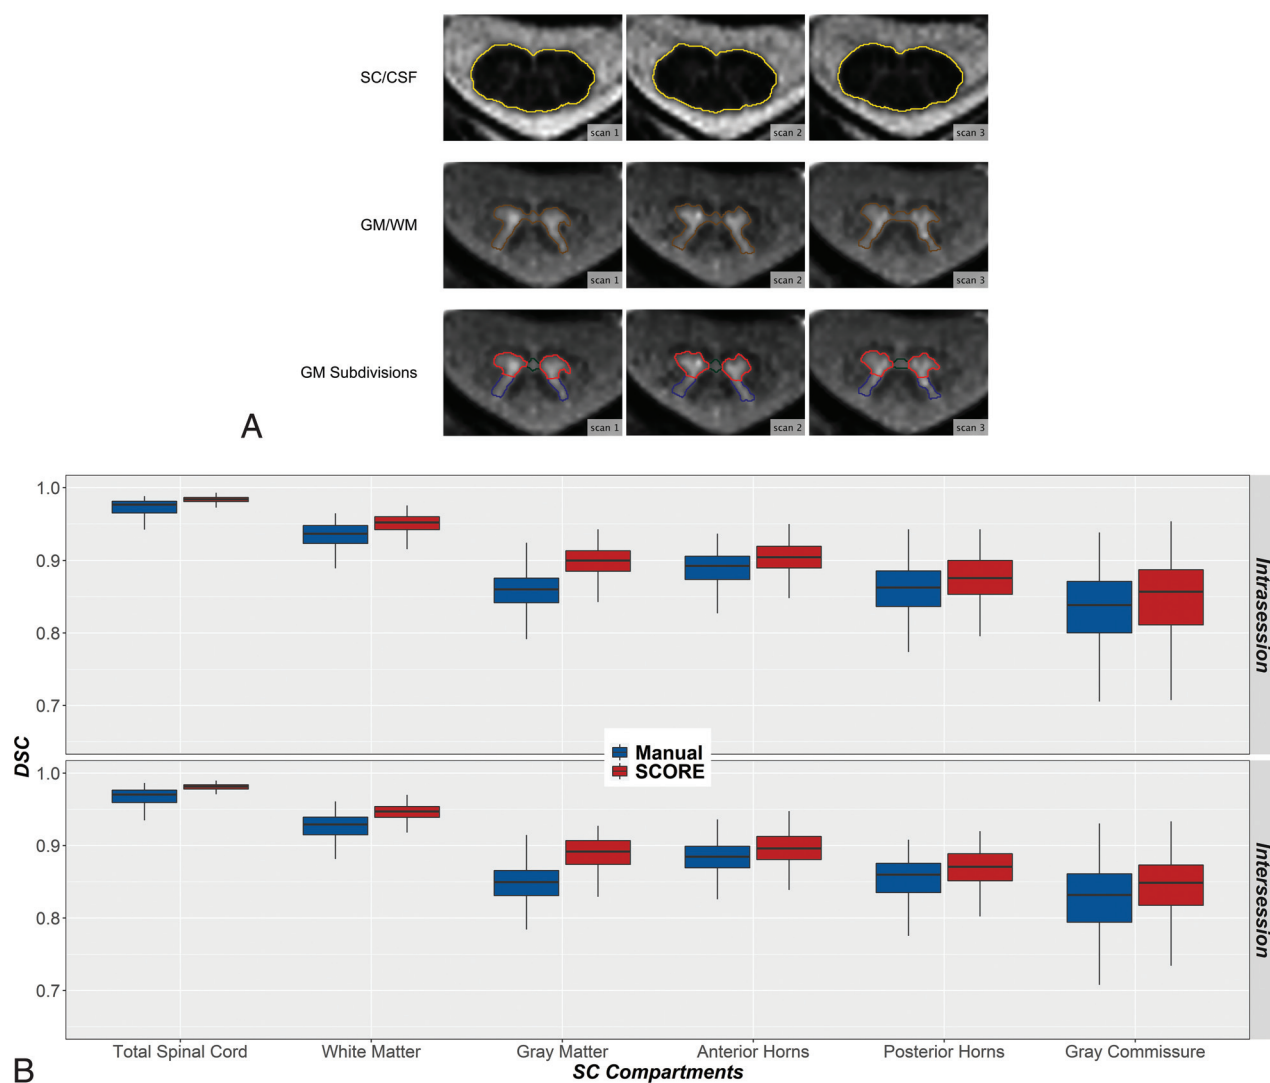 SC/CSF
scan 1
scan 2
scan 3
GM/WM
scan 1
scan 2
scan 3
GM Subdivisions
scan 1
scan 2
scan 3
A
1.0
0.9
0.8
0.7
Intrasession
DSC
Manual
SCORE
1.0
0.9
0.8
0.7
Intersession
Total Spinal Cord White Matter Gray Matter Anterior Horns Posterior Horns Gray Commissure
SC Compartments
B